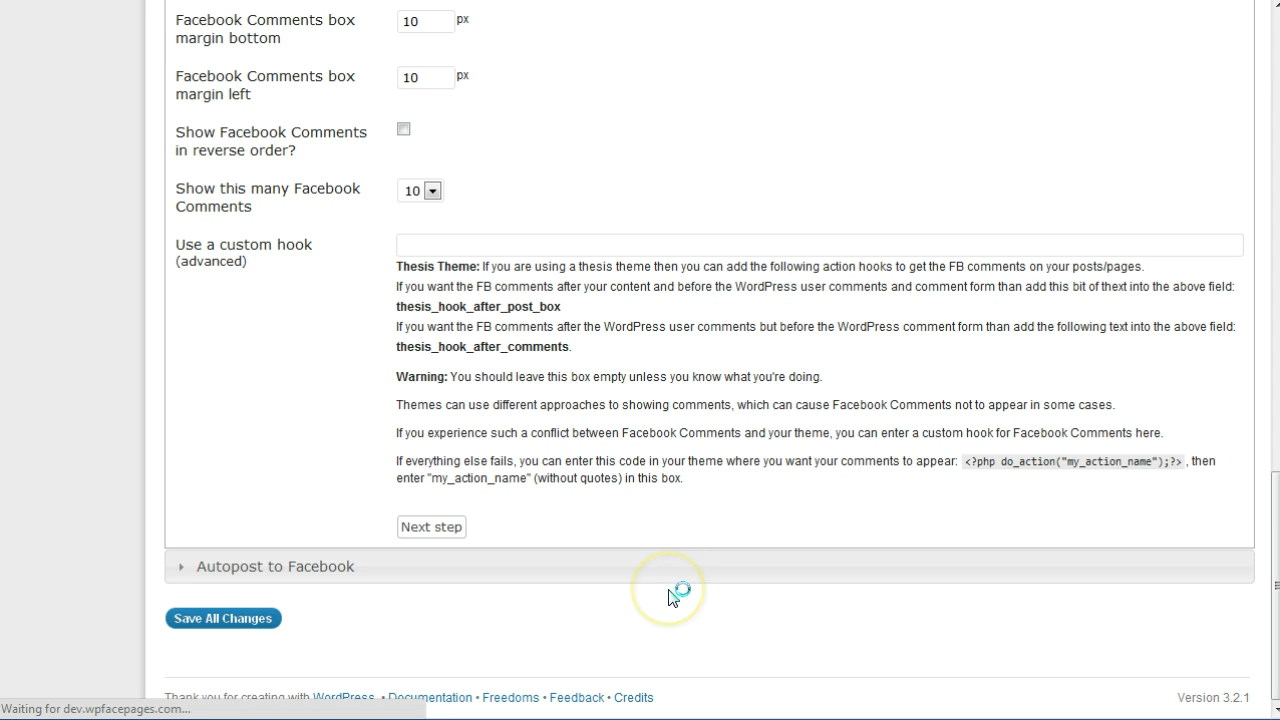 Facebook Comments box
margin bottom
10 px
Facebook Comments box
margin left
10 px
Show Facebook Comments
in reverse order?
Show this many Facebook
Comments
10
Use a custom hook
(advanced)
Thesis Theme: If you are using a thesis theme then you can add the following action hooks to get the FB comments on your posts/pages.
If you want the FB comments after your content and before the WordPress user comments and comment form than add this bit of thext into the above field:
thesis_hook_after_post_box
If you want the FB comments after the WordPress user comments but before the WordPress comment form than add the following text into the above field:
thesis_hook_after_comments.
Warning: You should leave this box empty unless you know what you're doing.
Themes can use different approaches to showing comments, which can cause Facebook Comments not to appear in some cases.
If you experience such a conflict between Facebook Comments and your theme, you can enter a custom hook for Facebook Comments here.
If everything else fails, you can enter this code in your theme where you want your comments to appear: <?php do_action("my_action_name");?>, then
enter "my_action_name" (without quotes) in this box.
Next step
Autopost to Facebook
Save All Changes
Thank you for creating with WordPress. • Documentation • Freedoms • Feedback • Credits
Version 3.2.1
Waiting for dev.wpfacepages.com...